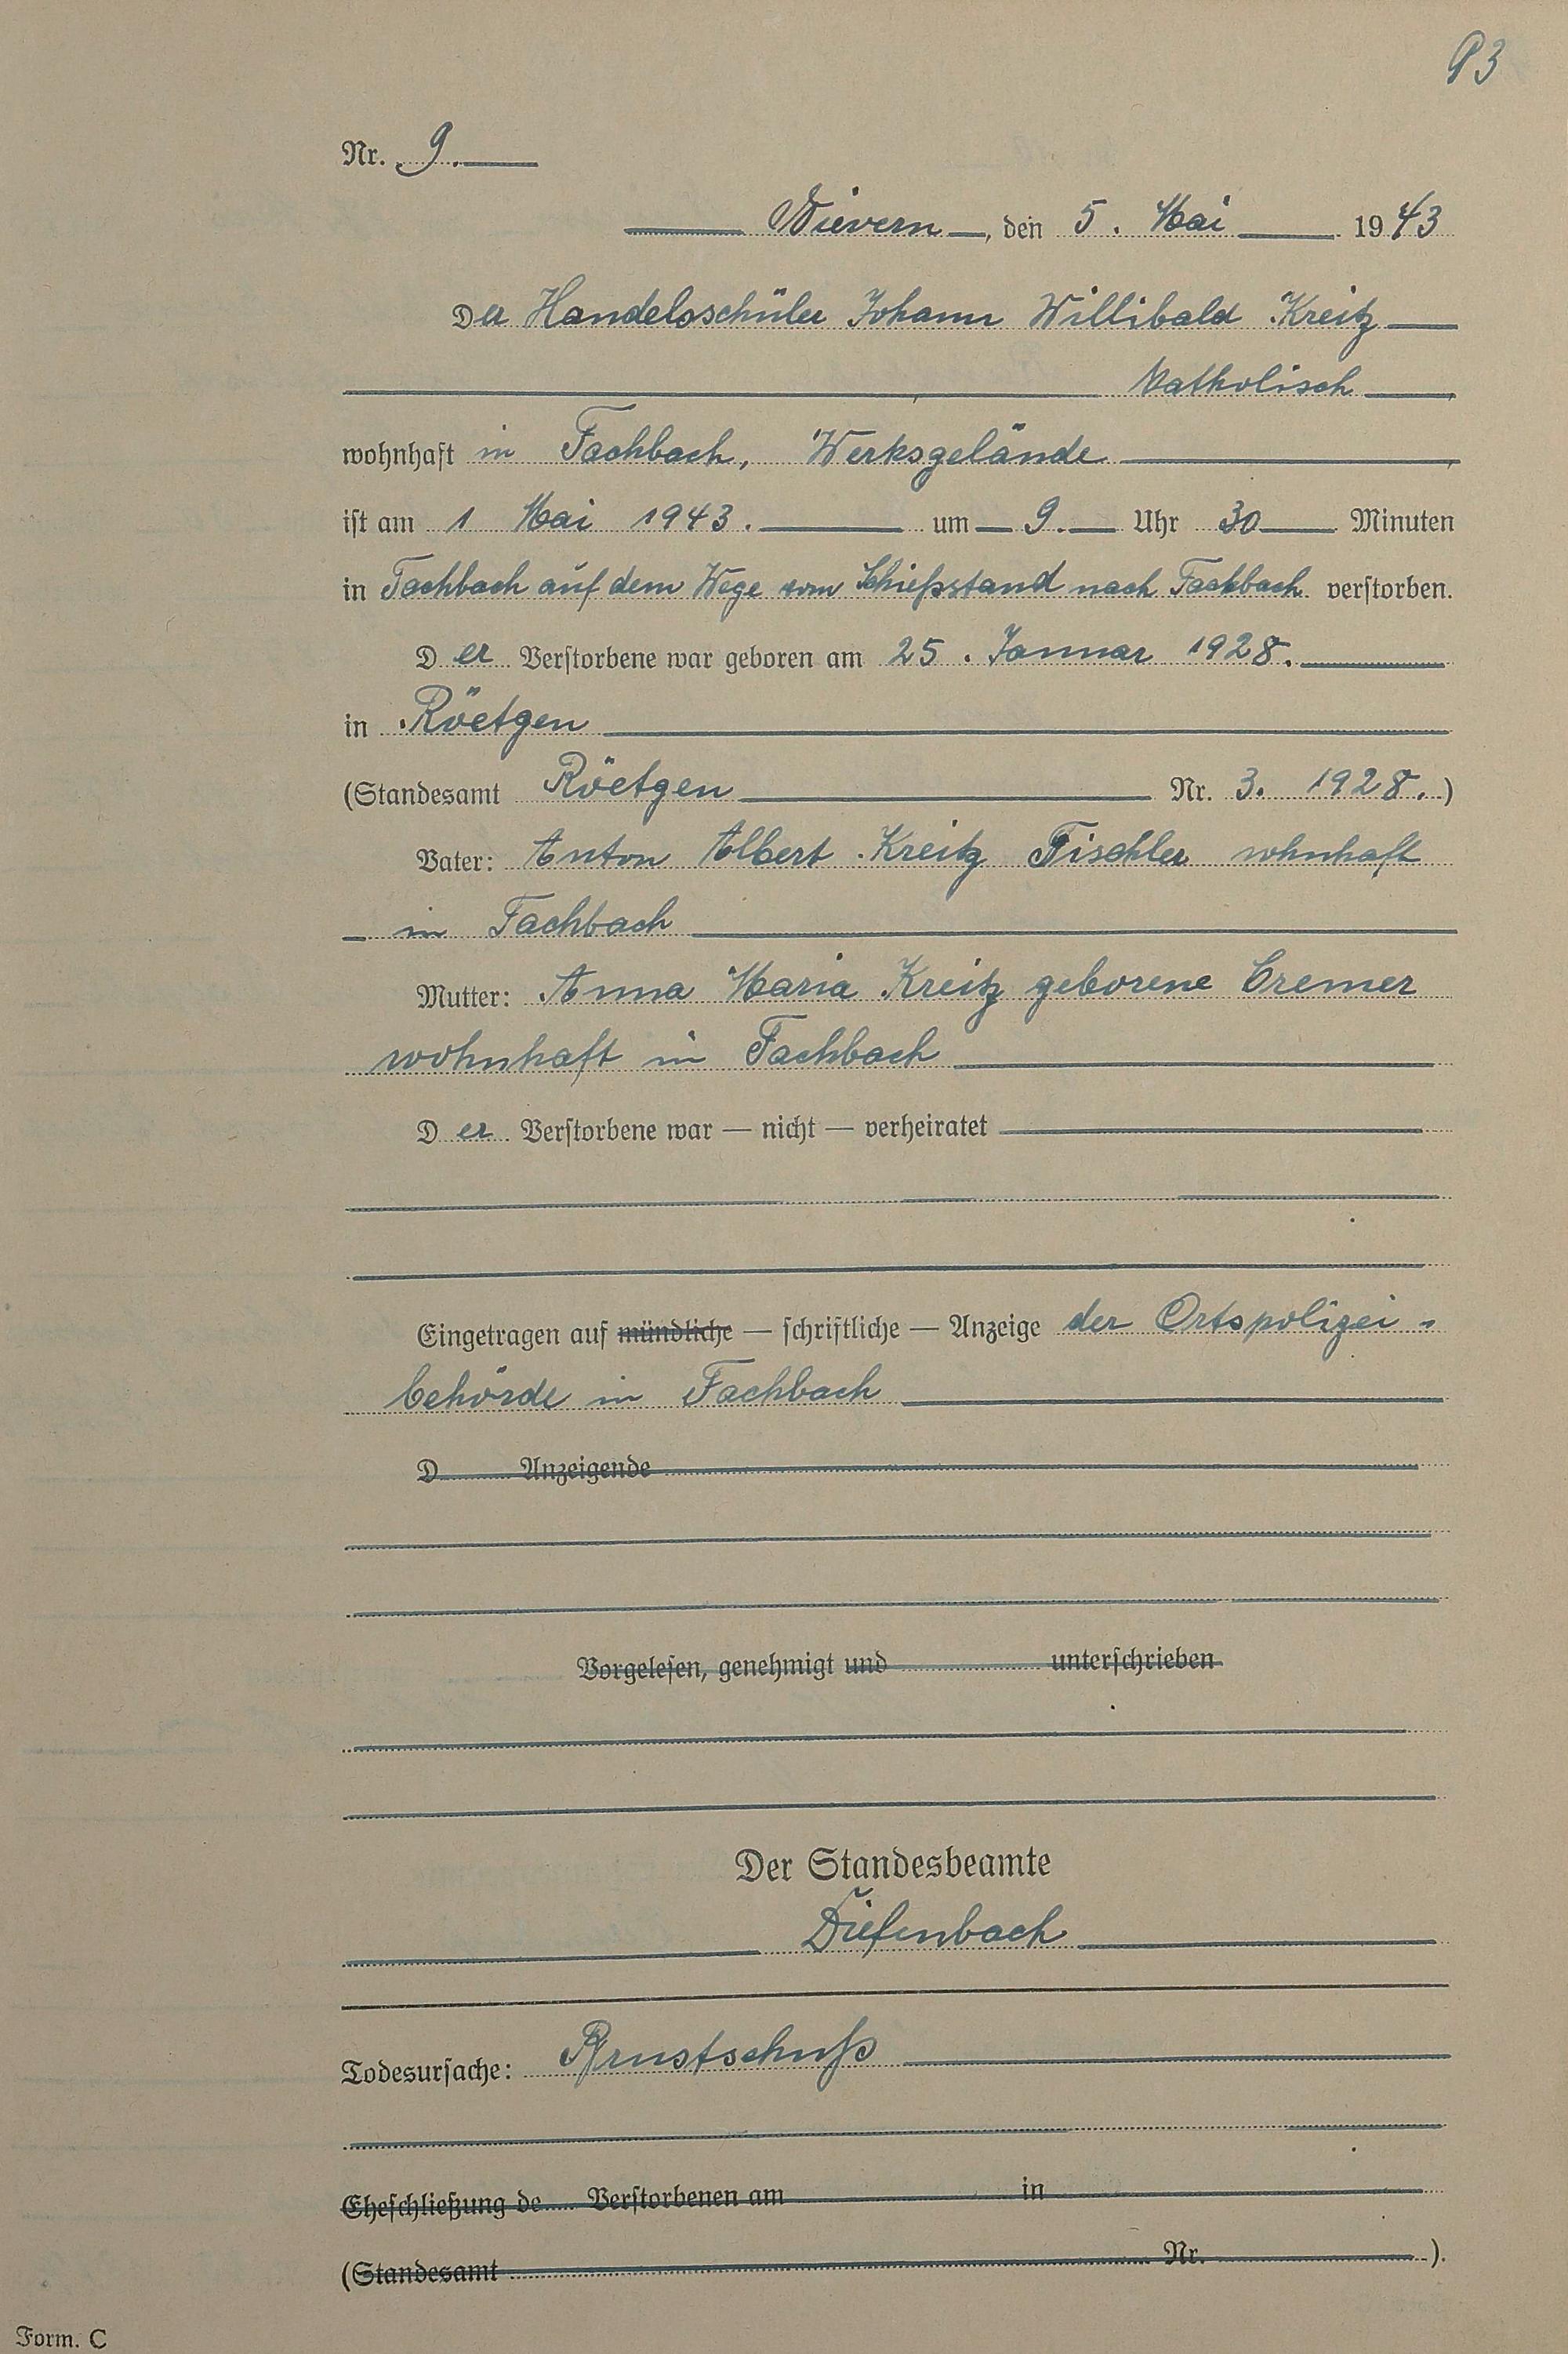 93
Nr. 9.
Nievern, den 5. Mai 1943
Der Handelsschüler Johann Willibald Kreitz
katholisch
wohnhaft in Fachbach, Werksgelände
ist am 1 Mai 1943. um 9. Uhr 30 Minuten
in Fachbach auf dem Wege vom Schießstand nach Fachbach verstorben.
Der Verstorbene war geboren am 25. Januar 1928.
in Röetgen
(Standesamt Röetgen Nr. 3. 1928.)
Vater: Anton Albert Kreitz Tischler wohnhaft
in Fachbach
Mutter: Anna Maria Kreitz geborene Cremer
wohnhaft in Fachbach
Der Verstorbene war — nicht — verheiratet
Eingetragen auf mündliche — schriftliche — Anzeige der Ortspolizei-
behörde in Fachbach
D Anzeigende
Vorgelesen, genehmigt und unterschrieben
Der Standesbeamte
Diefenbach
Todesursache: Brustschuß
Eheschließung de Verstorbenen am in
(Standesamt Nr. ).
Form. C